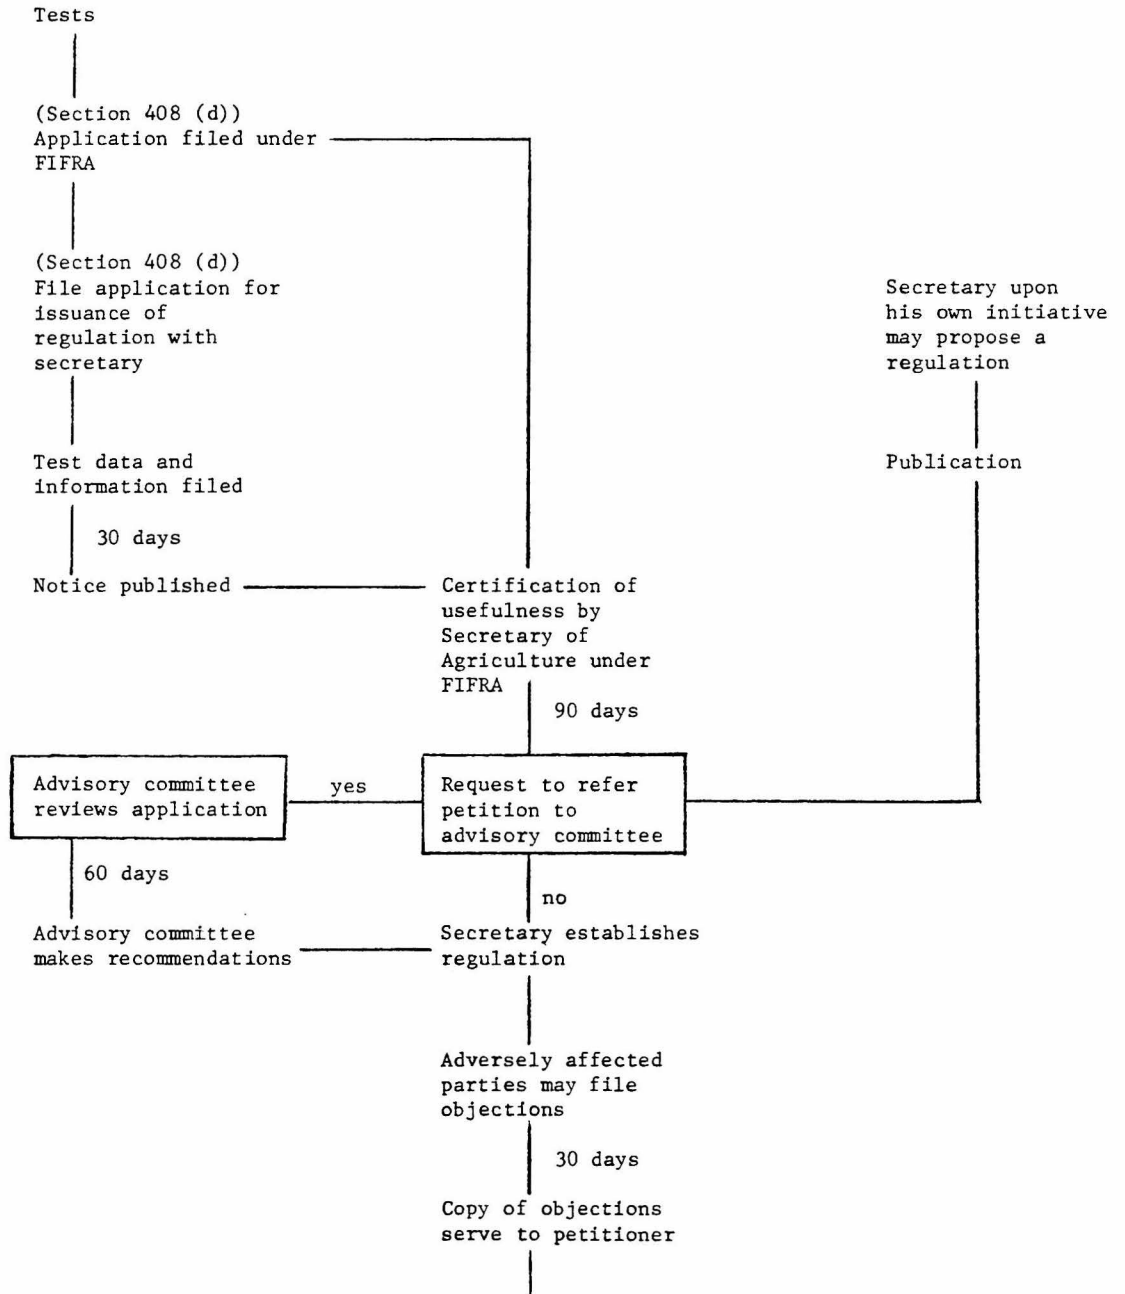 Tests
(Section 408 (d))
Application filed under
FIFRA
(Section 408 (d))
File application for
issuance of
regulation with
secretary
Secretary upon
his own initiative
may propose a
regulation
Test data and
information filed
Publication
30 days
Notice published
Certification of
usefulness by
Secretary of
Agriculture under
FIFRA
90 days
Advisory committee
reviews application
yes
Request to refer
petition to
advisory committee
60 days
no
Advisory committee
makes recommendations
Secretary establishes
regulation
Adversely affected
parties may file
objections
30 days
Copy of objections
serve to petitioner